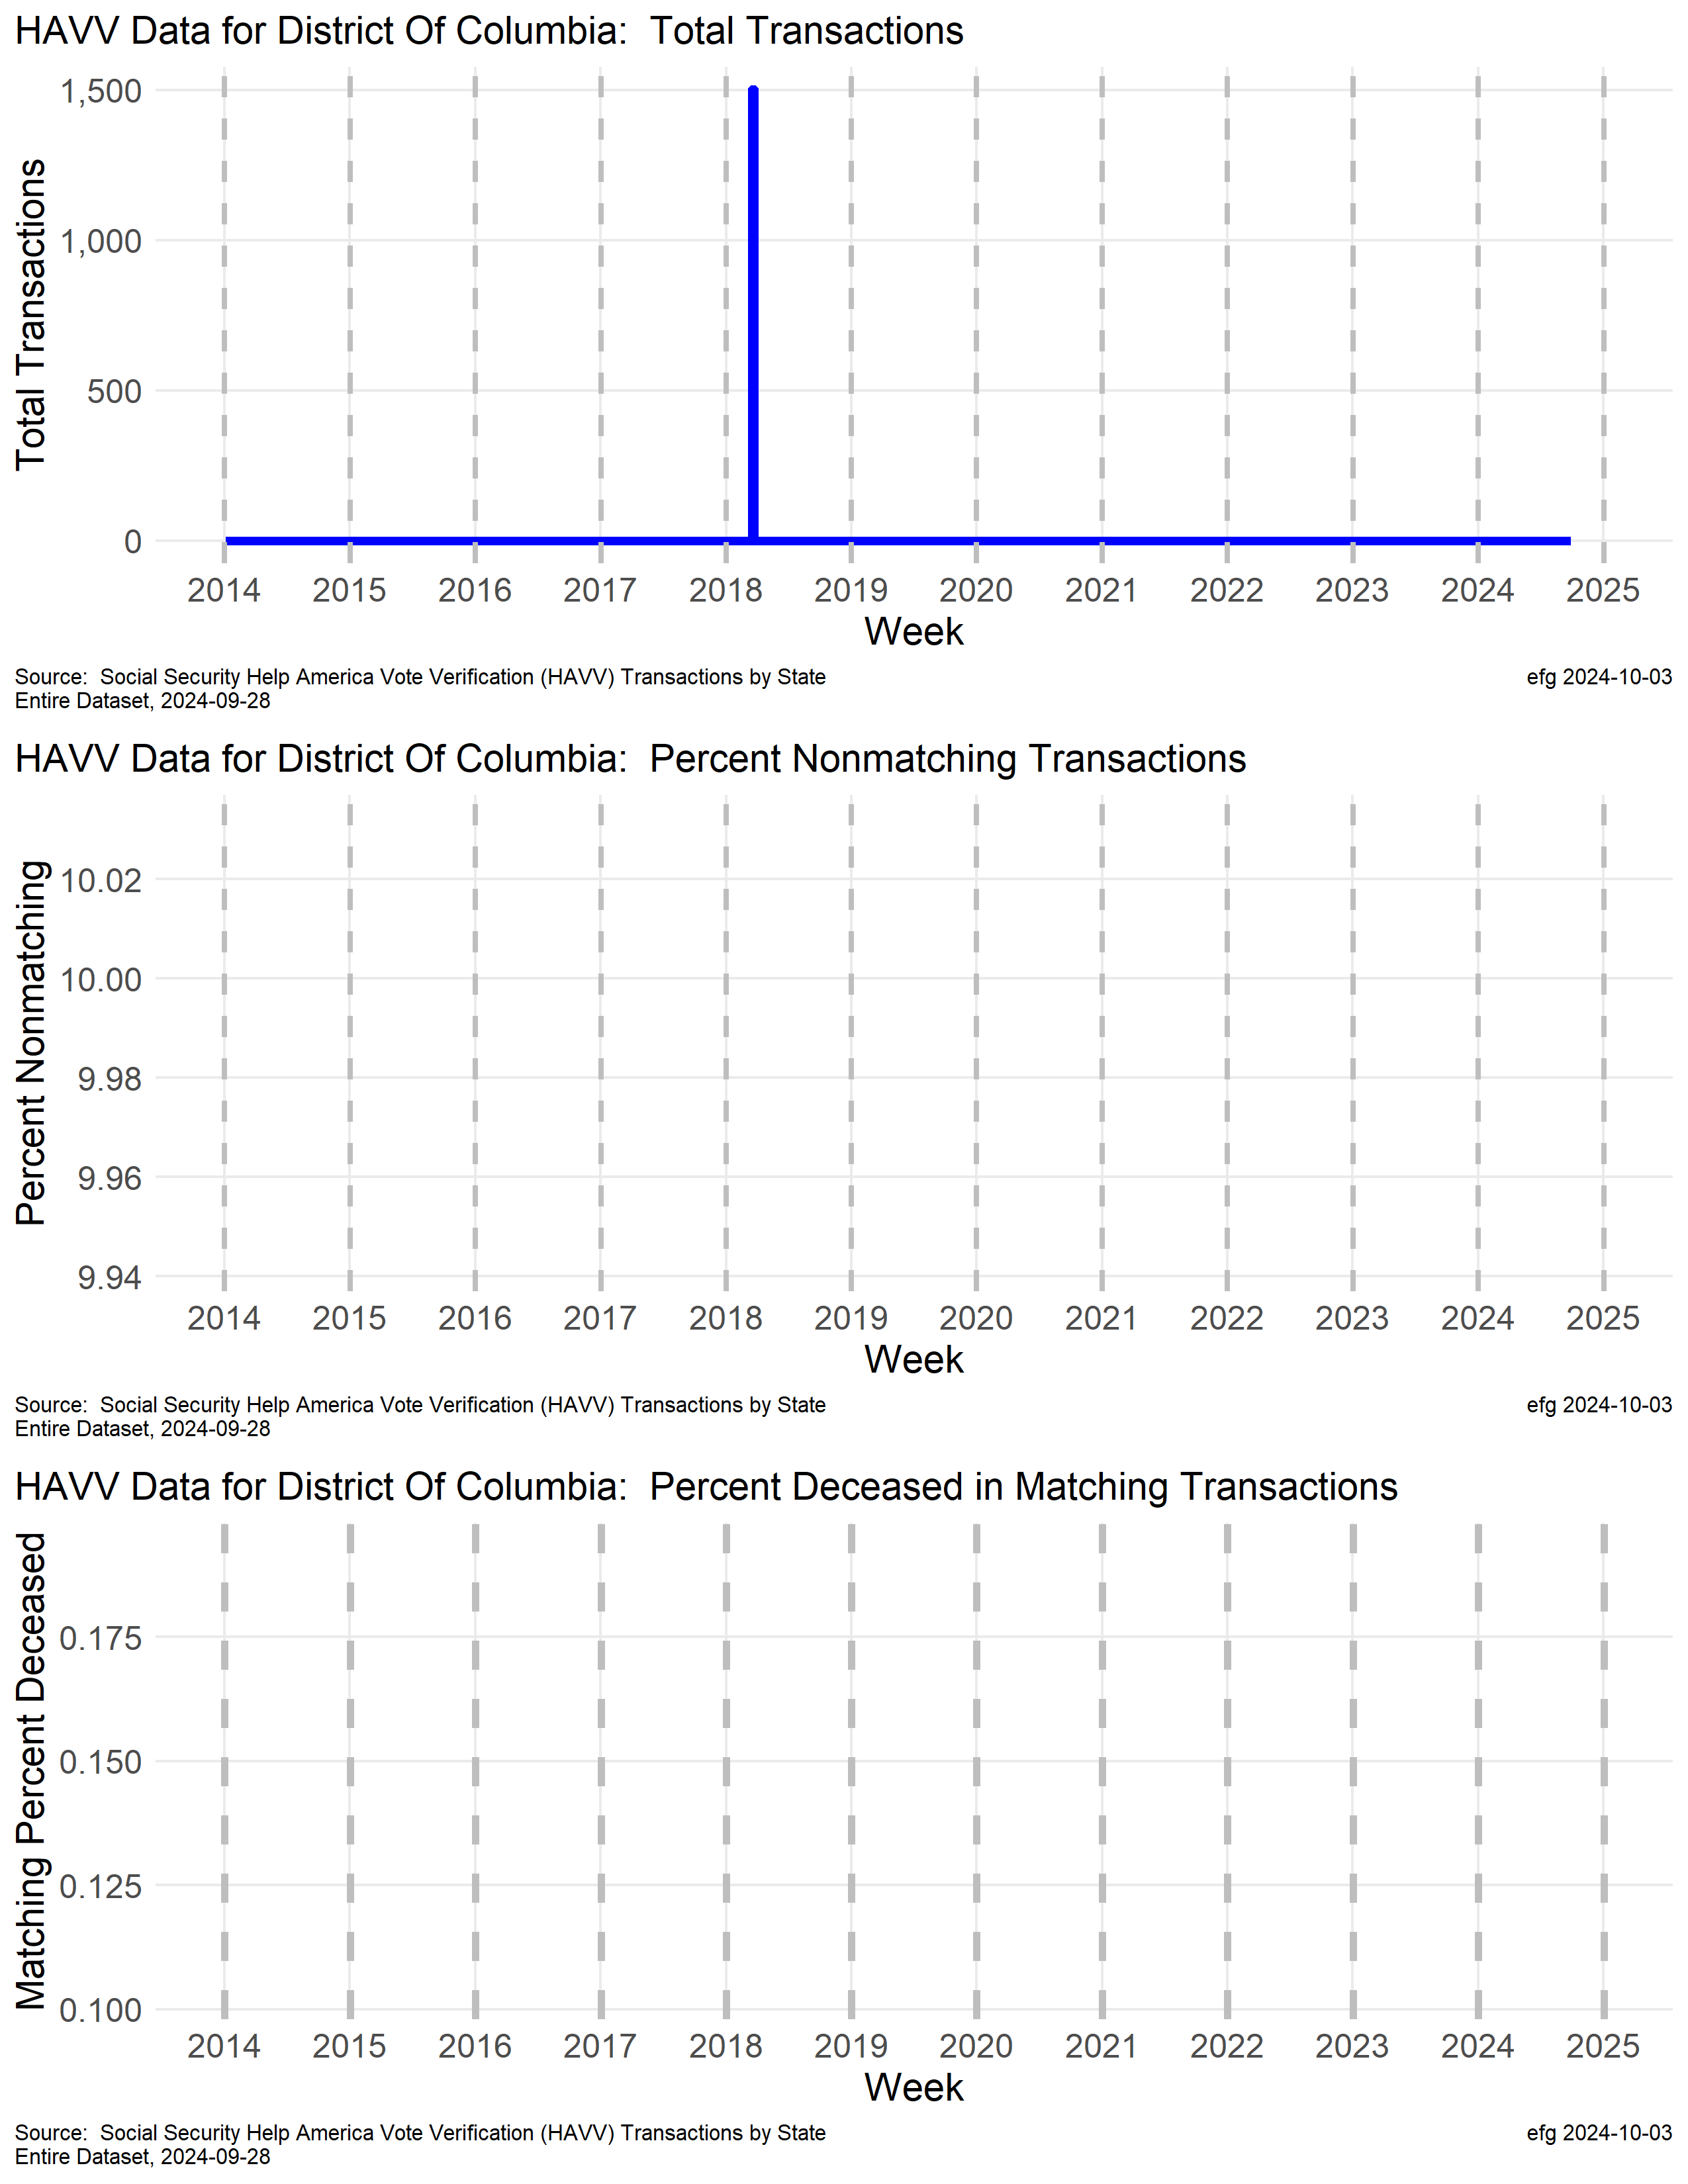 HAVV Data for District Of Columbia:  Total Transactions
Total Transactions
1,500
1,000
500
0
2014 2015 2016 2017 2018 2019 2020 2021 2022 2023 2024 2025
Week
Source:  Social Security Help America Vote Verification (HAVV) Transactions by State
Entire Dataset, 2024-09-28
efg 2024-10-03
HAVV Data for District Of Columbia:  Percent Nonmatching Transactions
Percent Nonmatching
10.02
10.00
9.98
9.96
9.94
2014 2015 2016 2017 2018 2019 2020 2021 2022 2023 2024 2025
Week
Source:  Social Security Help America Vote Verification (HAVV) Transactions by State
Entire Dataset, 2024-09-28
efg 2024-10-03
HAVV Data for District Of Columbia:  Percent Deceased in Matching Transactions
Matching Percent Deceased
0.175
0.150
0.125
0.100
2014 2015 2016 2017 2018 2019 2020 2021 2022 2023 2024 2025
Week
Source:  Social Security Help America Vote Verification (HAVV) Transactions by State
Entire Dataset, 2024-09-28
efg 2024-10-03